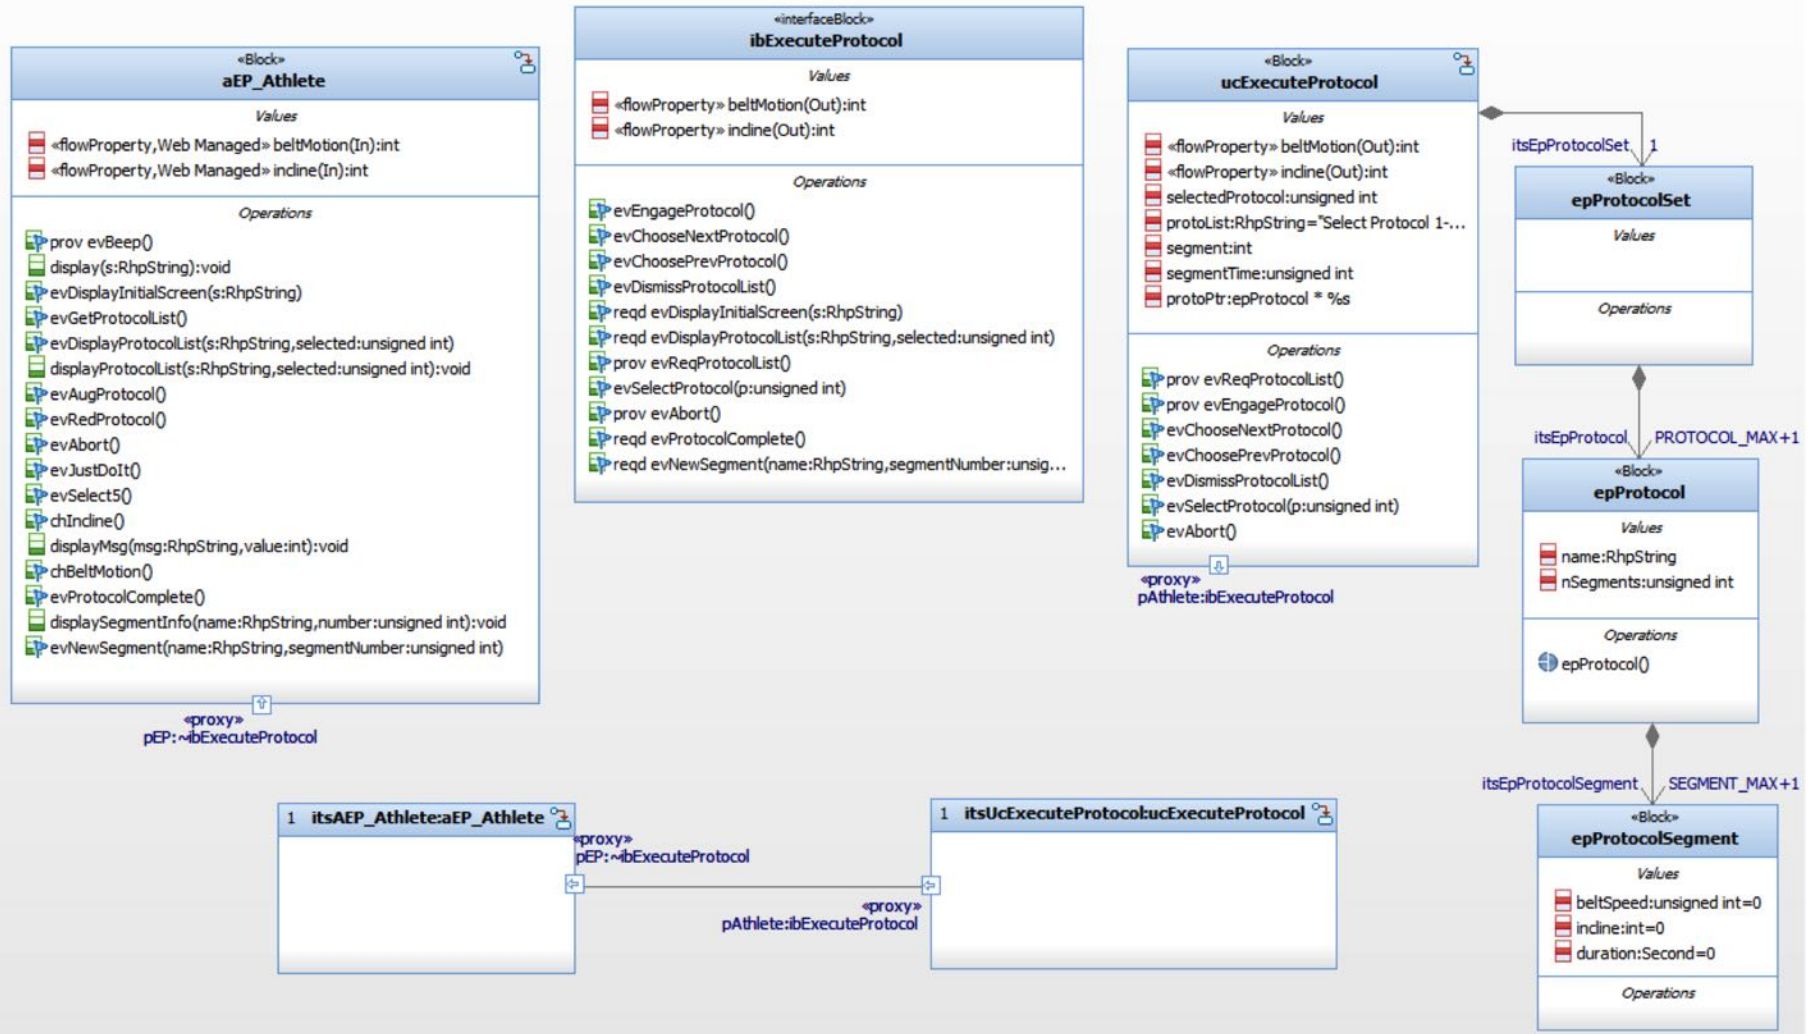 «Block»
aEP_Athlete
Values
«flowProperty,Web Managed» beltMotion(In):int
«flowProperty,Web Managed» incline(In):int
Operations
prov evBeep()
display(s:RhpString):void
evDisplayInitialScreen(s:RhpString)
evGetProtocolList()
evDisplayProtocolList(s:RhpString,selected:unsigned int)
displayProtocolList(s:RhpString,selected:unsigned int):void
evAugProtocol()
evRedProtocol()
evAbort()
evJustDoIt()
evSelect5()
chIncline()
displayMsg(msg:RhpString,value:int):void
chBeltMotion()
evProtocolComplete()
displaySegmentInfo(name:RhpString,number:unsigned int):void
evNewSegment(name:RhpString,segmentNumber:unsigned int)
«proxy»
pEP:~ibExecuteProtocol
«interfaceBlock»
ibExecuteProtocol
Values
«flowProperty» beltMotion(Out):int
«flowProperty» incline(Out):int
Operations
evEngageProtocol()
evChooseNextProtocol()
evChoosePrevProtocol()
evDismissProtocolList()
reqd evDisplayInitialScreen(s:RhpString)
reqd evDisplayProtocolList(s:RhpString,selected:unsigned int)
prov evReqProtocolList()
evSelectProtocol(p:unsigned int)
prov evAbort()
reqd evProtocolComplete()
reqd evNewSegment(name:RhpString,segmentNumber:unsig...
«Block»
ucExecuteProtocol
Values
«flowProperty» beltMotion(Out):int
«flowProperty» incline(Out):int
selectedProtocol:unsigned int
protoList:RhpString="Select Protocol 1-...
segment:int
segmentTime:unsigned int
protoPtr:epProtocol * %s
Operations
prov evReqProtocolList()
prov evEngageProtocol()
evChooseNextProtocol()
evChoosePrevProtocol()
evDismissProtocolList()
evSelectProtocol(p:unsigned int)
evAbort()
«proxy»
pAthlete:ibExecuteProtocol
itsEpProtocolSet 1
«Block»
epProtocolSet
Values
Operations
itsEpProtocol PROTOCOL_MAX+1
«Block»
epProtocol
Values
name:RhpString
nSegments:unsigned int
Operations
epProtocol()
itsEpProtocolSegment SEGMENT_MAX+1
«Block»
epProtocolSegment
Values
beltSpeed:unsigned int=0
incline:int=0
duration:Second=0
Operations
1 itsAEP_Athlete:aEP_Athlete
«proxy»
pEP:~ibExecuteProtocol
1 itsUcExecuteProtocol:ucExecuteProtocol
«proxy»
pAthlete:ibExecuteProtocol